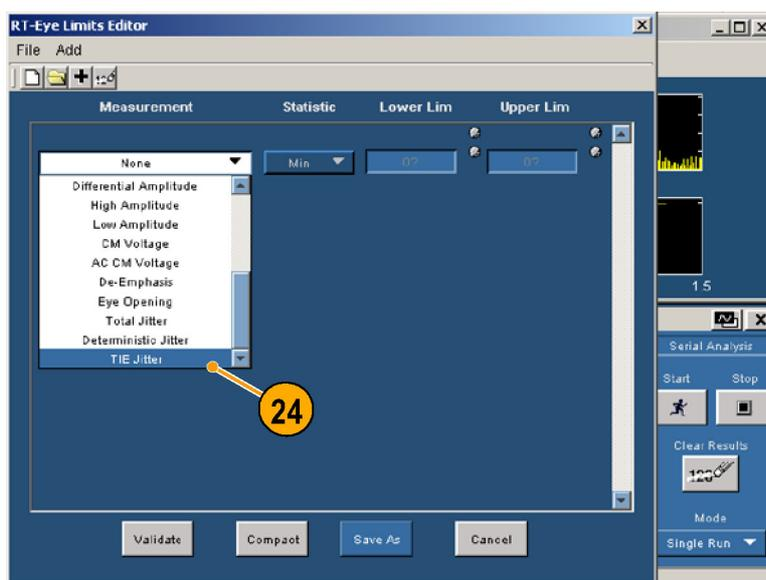 RT-Eye Limits Editor
File Add
Measurement Statistic Lower Lim Upper Lim
None Min 0? 0?
Differential Amplitude
High Amplitude
Low Amplitude
CM Voltage
AC CM Voltage
De-Emphasis
Eye Opening
Total Jitter
Deterministic Jitter
TIE Jitter
24
Validate Compact Save As Cancel
1.5
Serial Analysis
Start Stop
Clear Results
123
Mode
Single Run